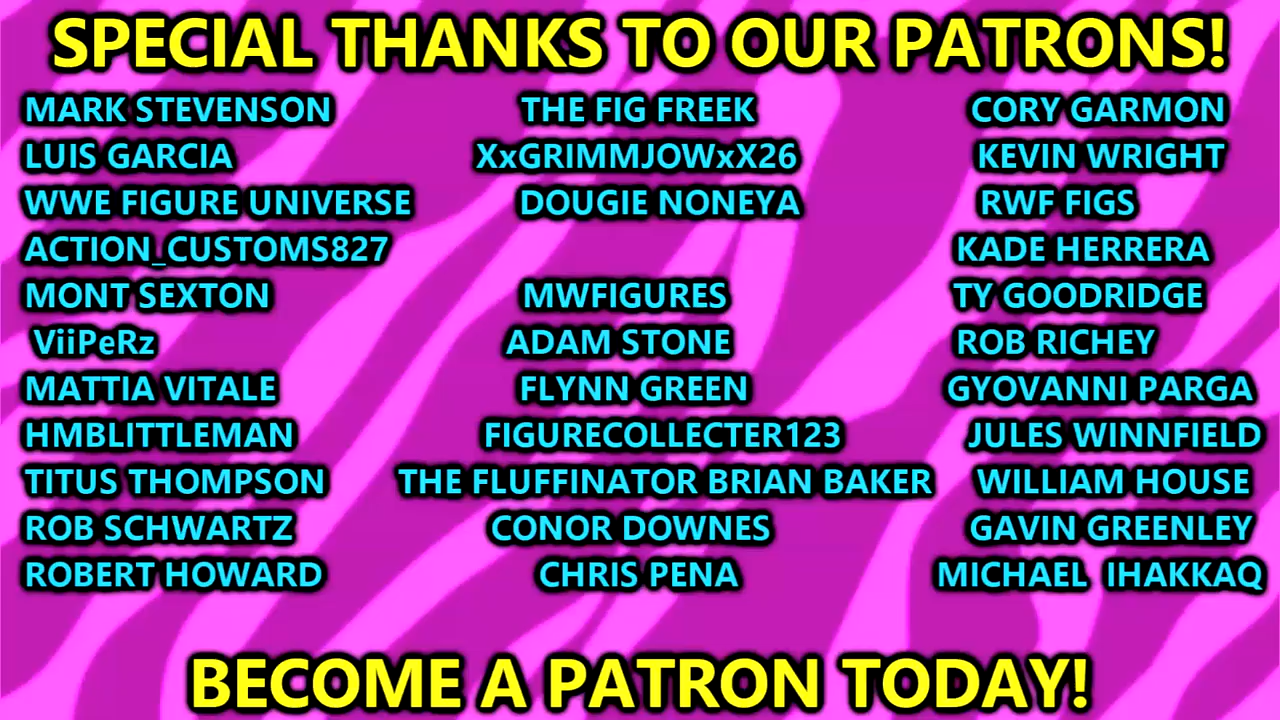 SPECIAL THANKS TO OUR PATRONS!
MARK STEVENSON
LUIS GARCIA
WWE FIGURE UNIVERSE
ACTION_CUSTOMS827
MONT SEXTON
ViiPeRz
MATTIA VITALE
HMBLITTLEMAN
TITUS THOMPSON
ROB SCHWARTZ
ROBERT HOWARD
THE FIG FREEK
XxGRIMMJOWxX26
DOUGIE NONEYA
MWFIGURES
ADAM STONE
FLYNN GREEN
FIGURECOLLECTER123
THE FLUFFINATOR BRIAN BAKER
CONOR DOWNES
CHRIS PENA
CORY GARMON
KEVIN WRIGHT
RWF FIGS
KADE HERRERA
TY GOODRIDGE
ROB RICHEY
GYOVANNI PARGA
JULES WINNFIELD
WILLIAM HOUSE
GAVIN GREENLEY
MICHAEL IHAKKAQ
BECOME A PATRON TODAY!